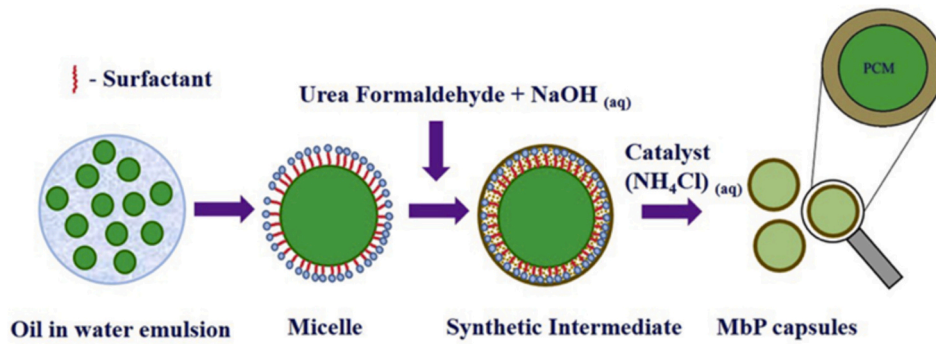 - Surfactant
PCM
Urea Formaldehyde + NaOH (aq)
Catalyst
(NH4Cl) (aq)
Oil in water emulsion
Micelle
Synthetic Intermediate
MbP capsules